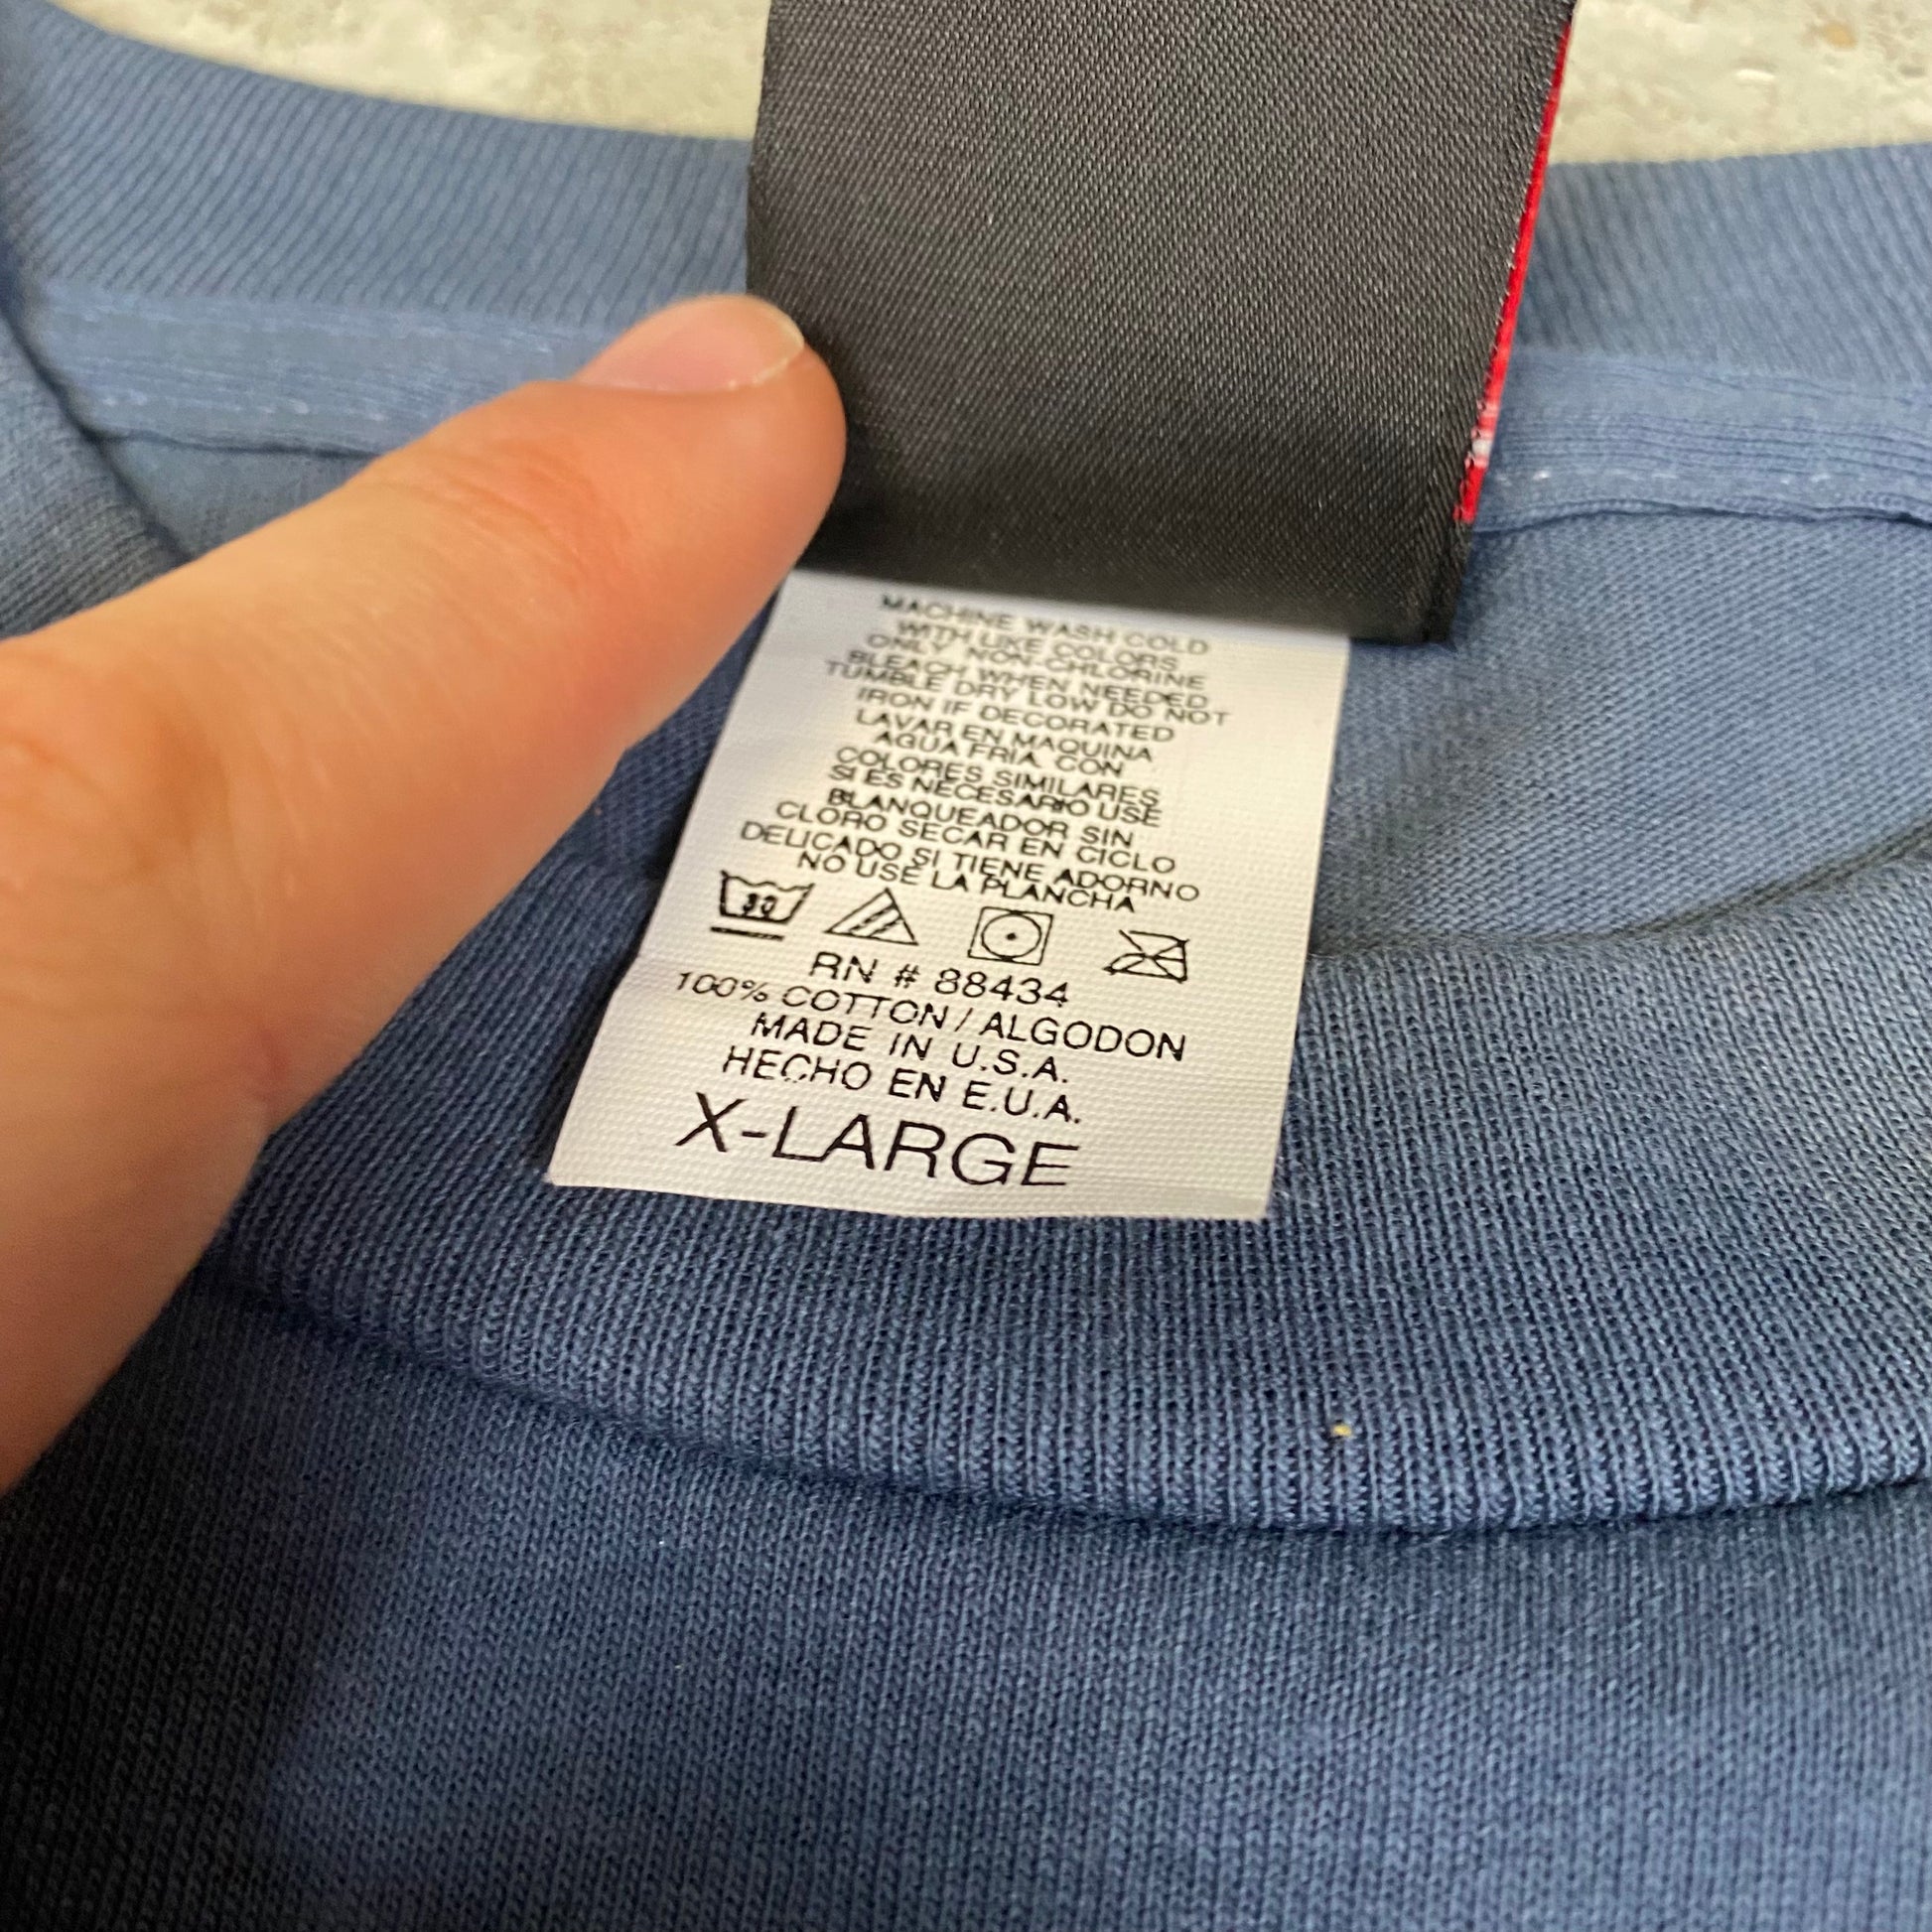 MACHINE WASH COLD
WITH LIKE COLORS
ONLY NON-CHLORINE
BLEACH WHEN NEEDED
TUMBLE DRY LOW DO NOT
IRON IF DECORATED
LAVAR EN MAQUINA
AGUA FRIA. CON
COLORES SIMILARES
SI ES NECESARIO USE
BLANQUEADOR SIN
CLORO SECAR EN CICLO
DELICADO SI TIENE ADORNO
NO USE LA PLANCHA
30
RN # 88434
100% COTTON / ALGODON
MADE IN U.S.A.
HECHO EN E.U.A.
X-LARGE